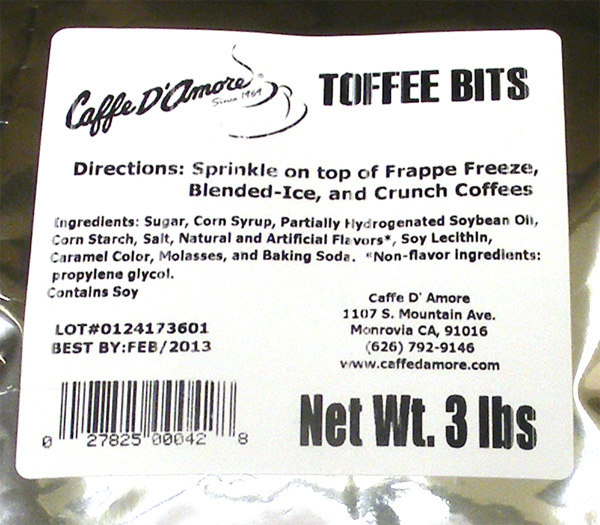 Caffe D'Amore
Since 1969
TOFFEE BITS
Directions: Sprinkle on top of Frappe Freeze,
Blended-Ice, and Crunch Coffees
Ingredients: Sugar, Corn Syrup, Partially Hydrogenated Soybean Oil,
Corn Starch, Salt, Natural and Artificial Flavors*, Soy Lecithin,
Caramel Color, Molasses, and Baking Soda. *Non-flavor ingredients:
propylene glycol.
Contains Soy
LOT#0124173601
BEST BY:FEB/2013
Caffe D' Amore
1107 S. Mountain Ave.
Monrovia CA, 91016
(626) 792-9146
www.caffedamore.com
0 27825 00042 8
Net Wt. 3 lbs